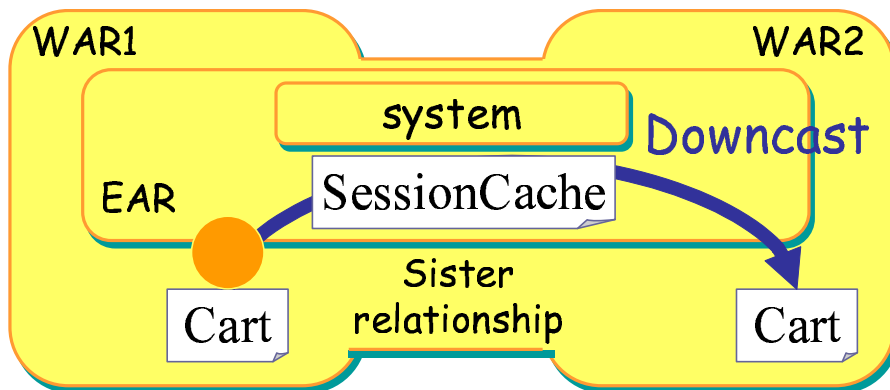 WAR1
WAR2
system
Downcast
SessionCache
EAR
Sister
relationship
Cart
Cart